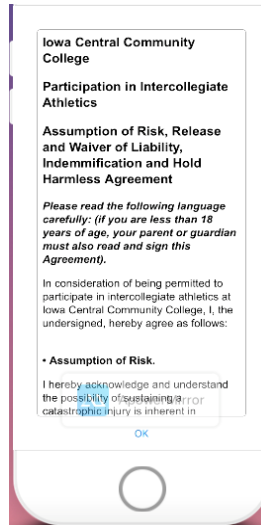 Iowa Central Community
College
Participation in Intercollegiate
Athletics
Assumption of Risk, Release
and Waiver of Liability,
Indemnification and Hold
Harmless Agreement
Please read the following language
carefully: (if you are less than 18
years of age, your parent or guardian
must also read and sign this
Agreement).
In consideration of being permitted to
participate in intercollegiate athletics at
Iowa Central Community College, I, the
undersigned, hereby agree as follows:
• Assumption of Risk.
I hereby acknowledge and understand
the possibility of sustaining a
catastrophic injury is inherent in
OK